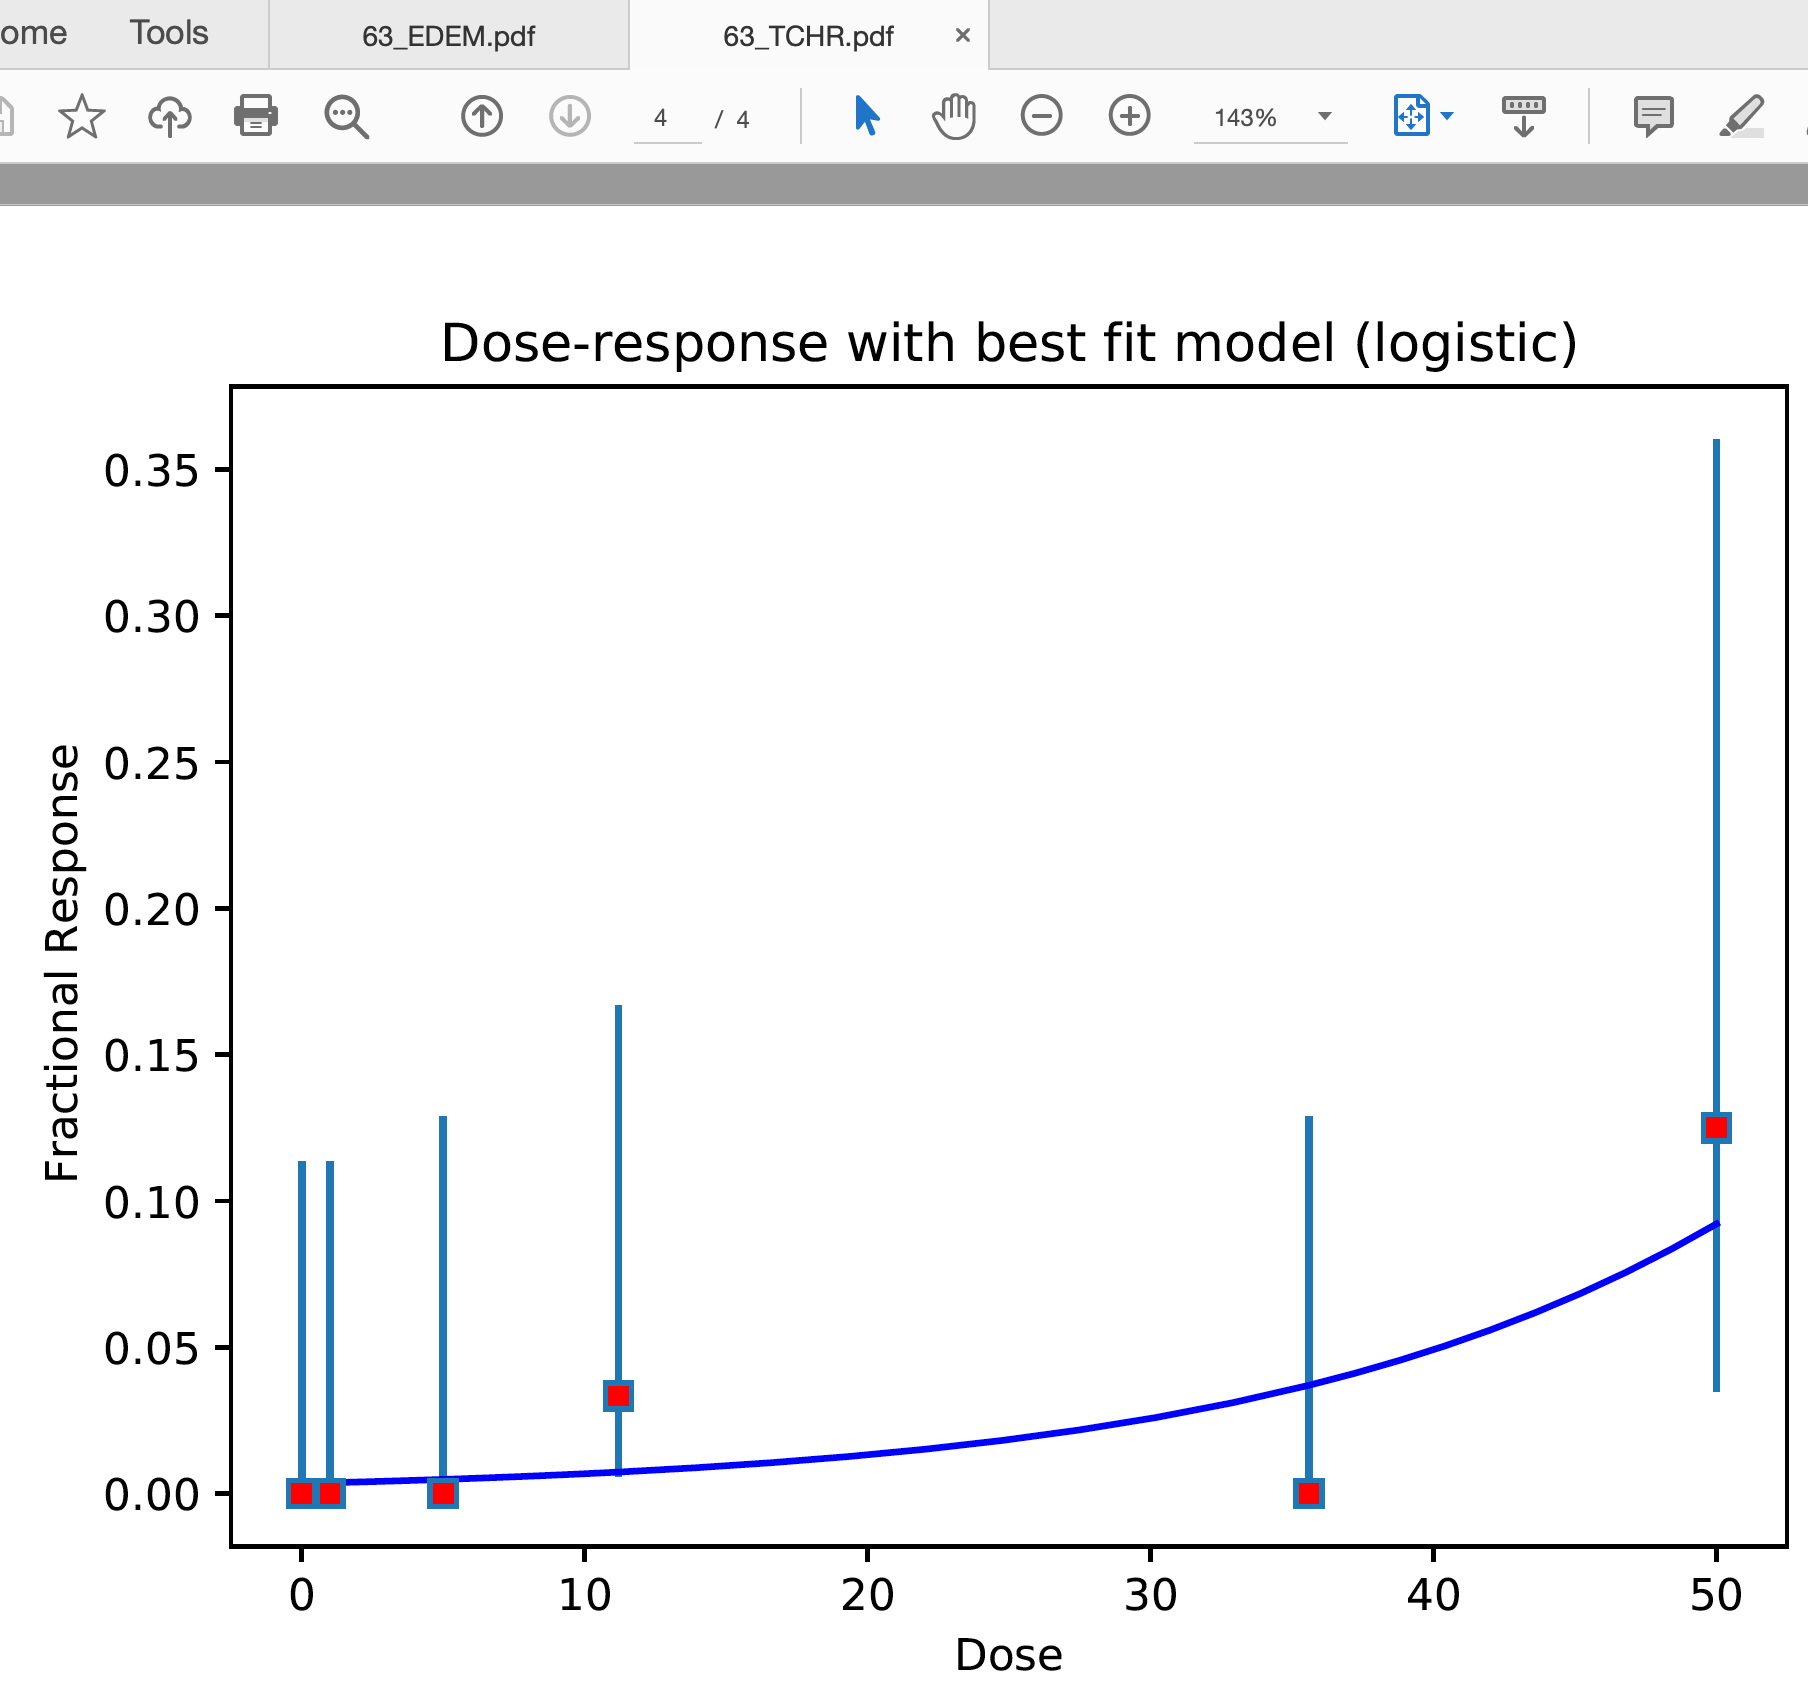 ome Tools 63_EDEM.pdf 63_TCHR.pdf ×
4 / 4 143%
Dose-response with best fit model (logistic)
Fractional Response
0.35
0.30
0.25
0.20
0.15
0.10
0.05
0.00
0 10 20 30 40 50
Dose